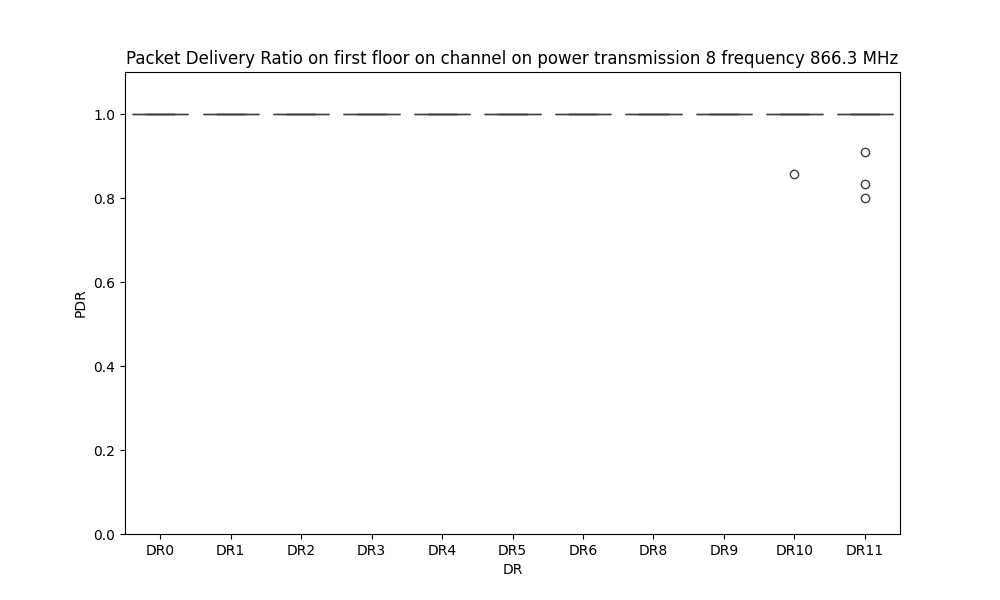 Packet Delivery Ratio on first floor on channel on power transmission 8 frequency 866.3 MHz
1.0
0.8
0.6
0.4
0.2
0.0
PDR
DR0 DR1 DR2 DR3 DR4 DR5 DR6 DR8 DR9 DR10 DR11
DR